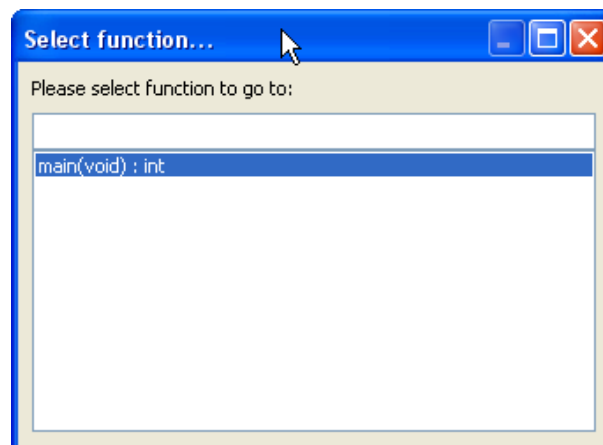 Select function...
Please select function to go to:
main(void) : int